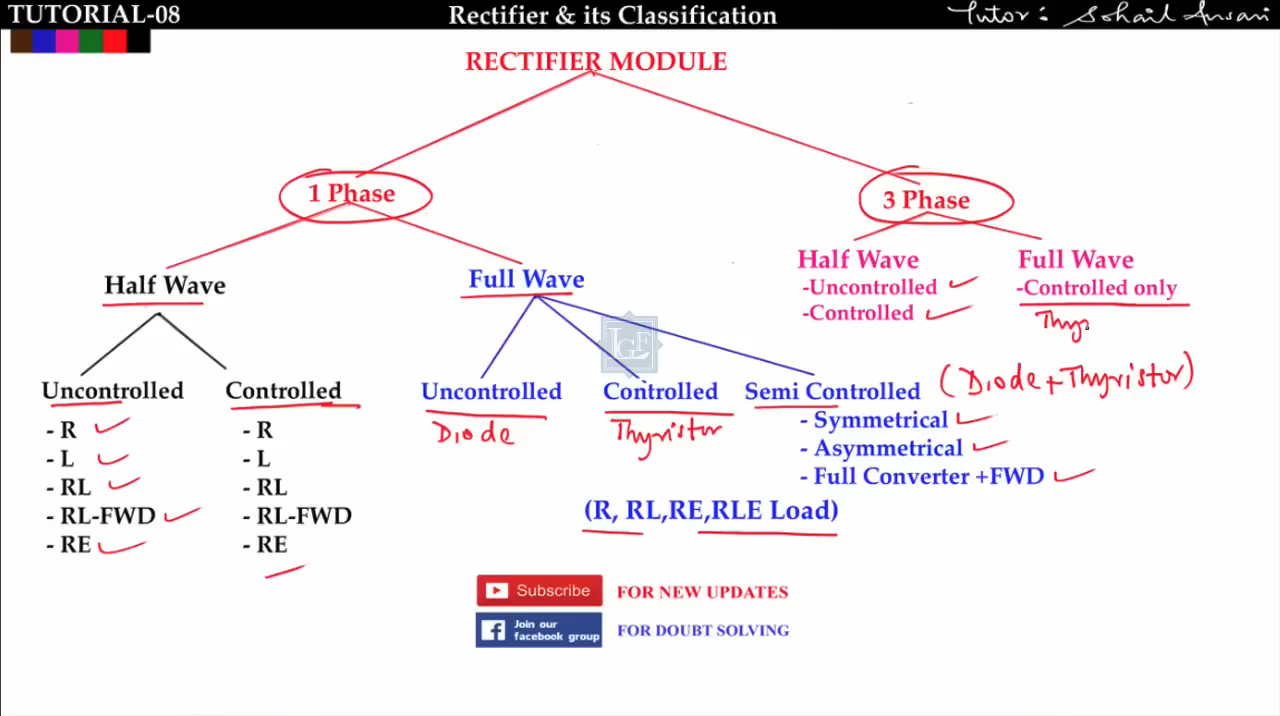 TUTORIAL-08
Rectifier & its Classification
Tutor: Sohail Ansari
RECTIFIER MODULE
1 Phase
3 Phase
Half Wave
Full Wave
Half Wave
-Uncontrolled
-Controlled
Full Wave
-Controlled only
Thys
LGF
Uncontrolled
- R
- L
- RL
- RL-FWD
- RE
Controlled
- R
- L
- RL
- RL-FWD
- RE
Uncontrolled
Diode
Controlled
Thyristor
Semi Controlled (Diode+Thyristor)
- Symmetrical
- Asymmetrical
- Full Converter +FWD
(R, RL,RE,RLE Load)
Subscribe
FOR NEW UPDATES
Join our
facebook group
FOR DOUBT SOLVING